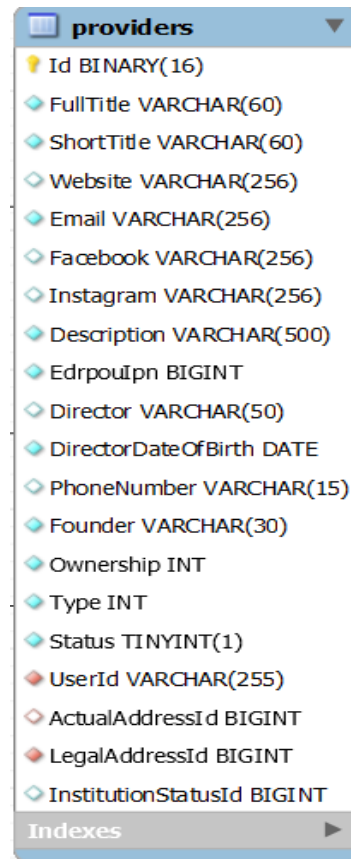 providers
Id BINARY(16)
FullTitle VARCHAR(60)
ShortTitle VARCHAR(60)
Website VARCHAR(256)
Email VARCHAR(256)
Facebook VARCHAR(256)
Instagram VARCHAR(256)
Description VARCHAR(500)
EdrpouIpn BIGINT
Director VARCHAR(50)
DirectorDateOfBirth DATE
PhoneNumber VARCHAR(15)
Founder VARCHAR(30)
Ownership INT
Type INT
Status TINYINT(1)
UserId VARCHAR(255)
ActualAddressId BIGINT
LegalAddressId BIGINT
InstitutionStatusId BIGINT
Indexes